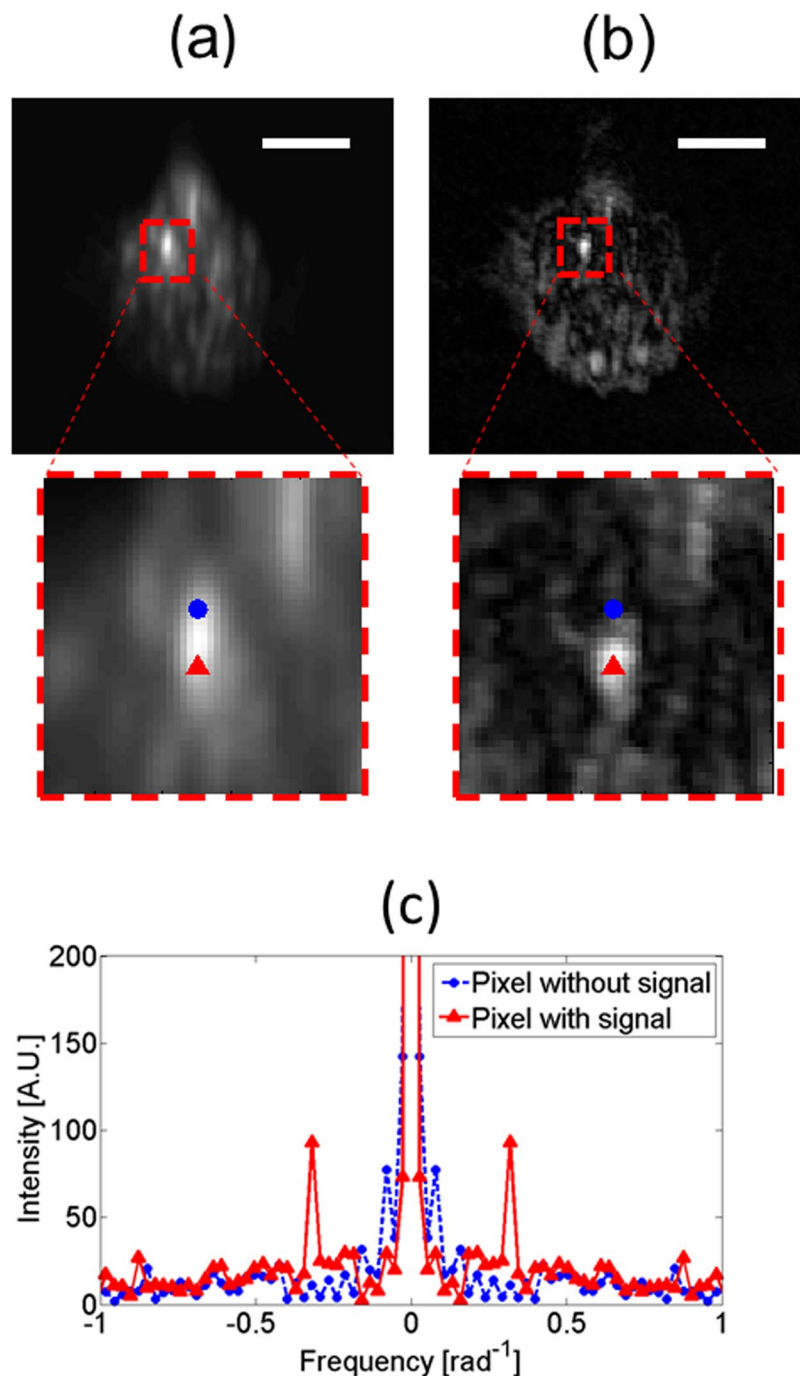 (a) (b)
(c)
200
150
100
50
0
-1 -0.5 0 0.5 1
Intensity [A.U.]
Frequency [rad⁻¹]
Pixel without signal
Pixel with signal